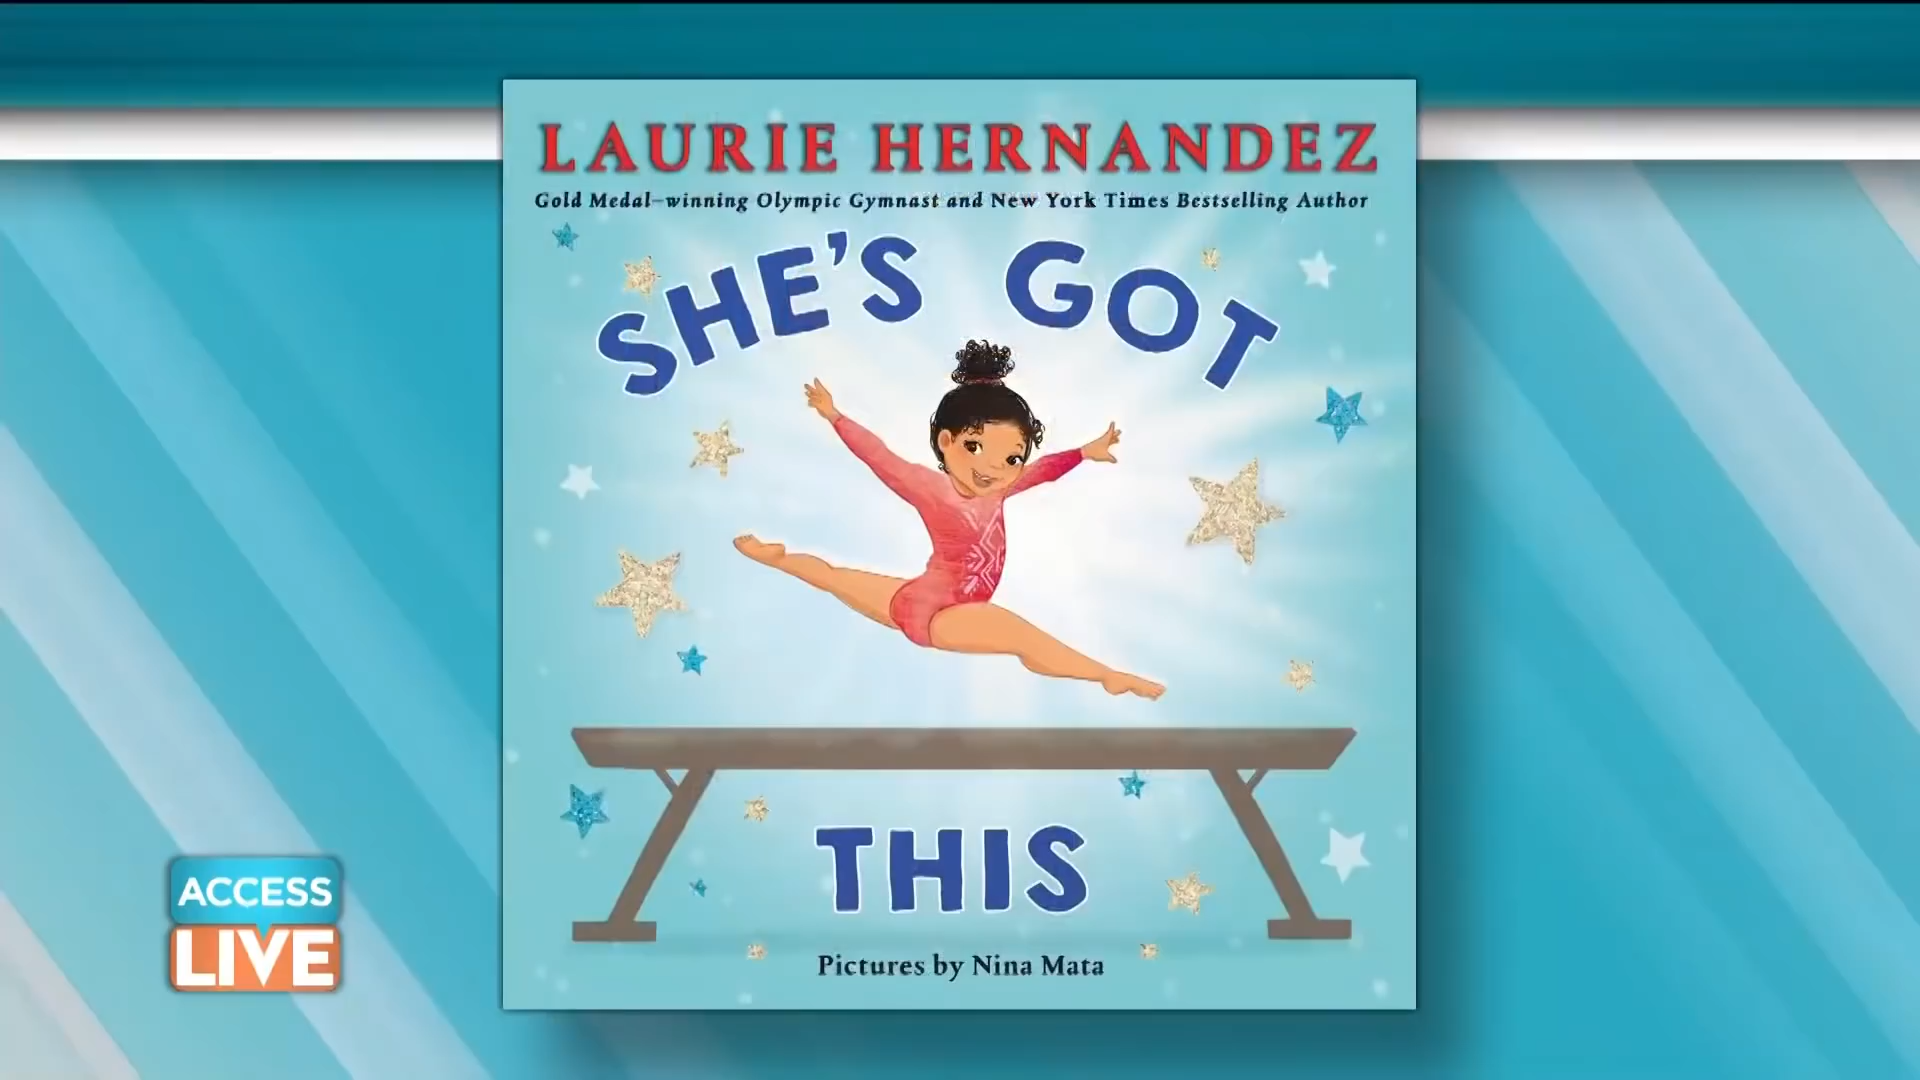 LAURIE HERNANDEZ
Gold Medal–winning Olympic Gymnast and New York Times Bestselling Author
SHE'S GOT
THIS
Pictures by Nina Mata
ACCESS
LIVE